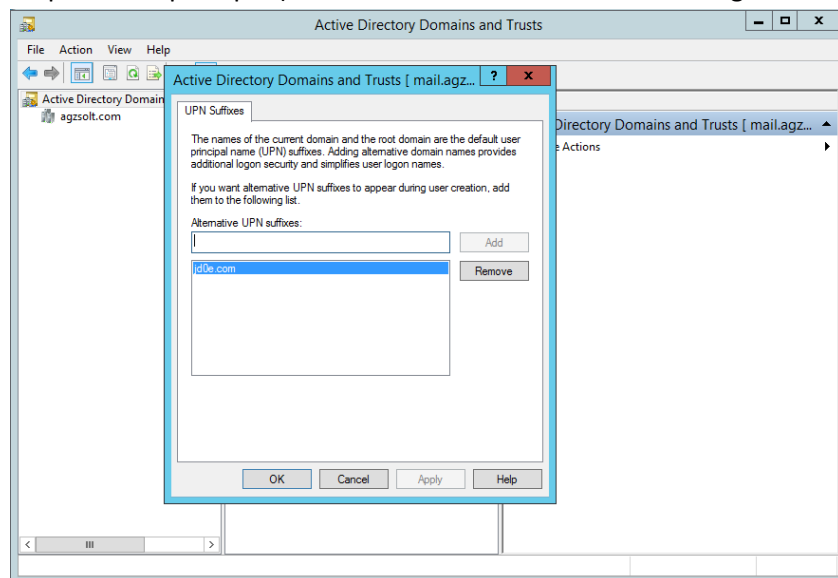 Active Directory Domains and Trusts
File Action View Help
Active Directory Domains and Trusts [ mail.agz...
Active Directory Domain
agzsolt.com
UPN Suffixes
Directory Domains and Trusts [ mail.agz...
Actions
The names of the current domain and the root domain are the default user
principal name (UPN) suffixes. Adding alternative domain names provides
additional logon security and simplifies user logon names.
If you want alternative UPN suffixes to appear during user creation, add
them to the following list.
Alternative UPN suffixes:
Add
jd0e.com
Remove
OK Cancel Apply Help